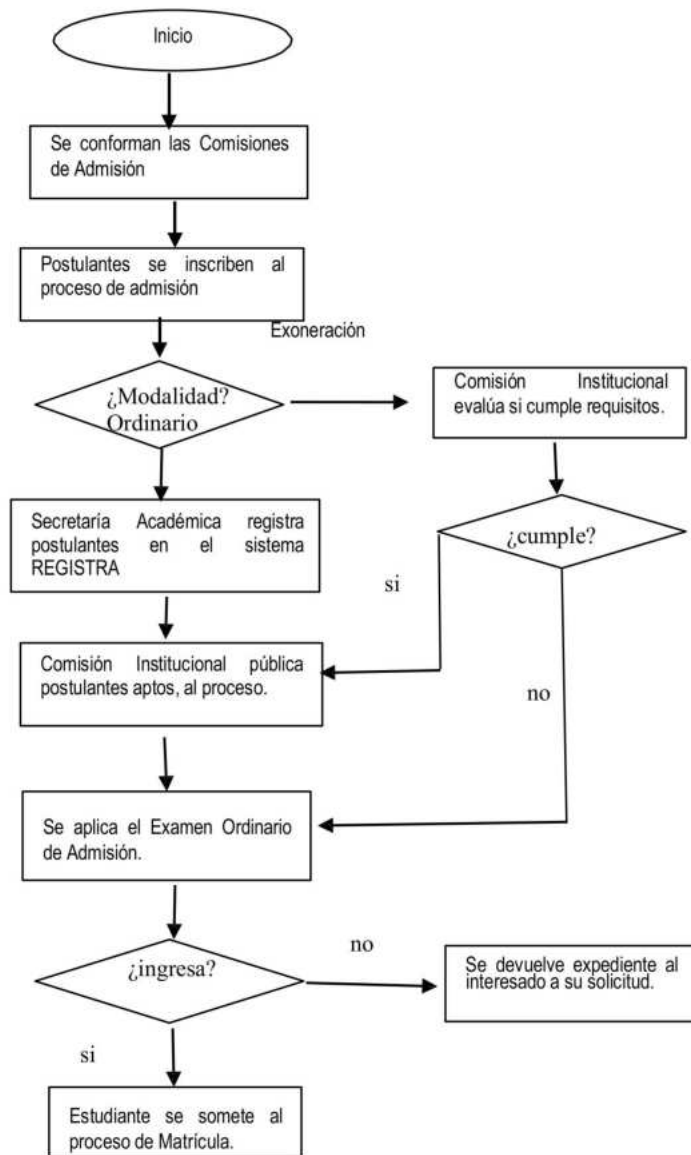 Inicio
Se conforman las Comisiones
de Admisión
Postulantes se inscriben al
proceso de admisión
Exoneración
¿Modalidad?
Ordinario
Comisión Institucional
evalúa si cumple requisitos.
Secretaría Académica registra
postulantes en el sistema
REGISTRA
¿cumple?
si
Comisión Institucional pública
postulantes aptos, al proceso.
no
Se aplica el Examen Ordinario
de Admisión.
¿ingresa?
no
Se devuelve expediente al
interesado a su solicitud.
si
Estudiante se somete al
proceso de Matrícula.